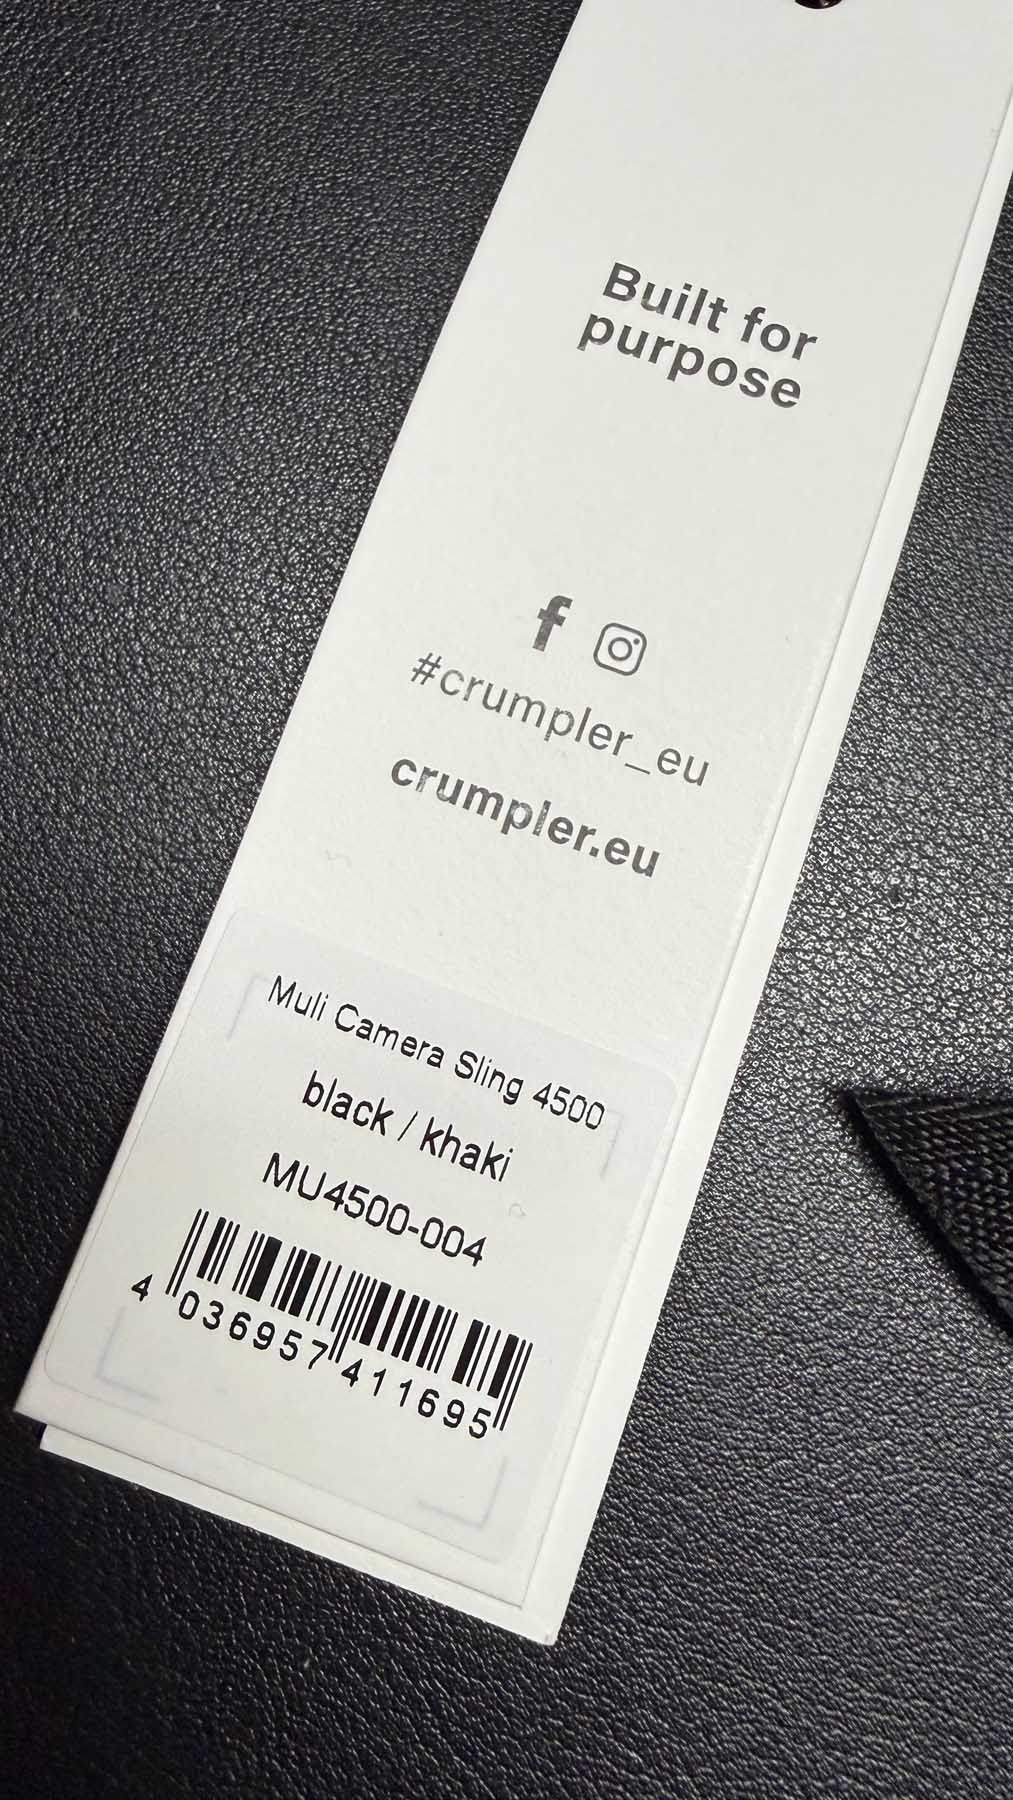 Built for
purpose
#crumpler_eu
crumpler.eu
Muli Camera Sling 4500
black / khaki
MU4500-004
4 036957 411695